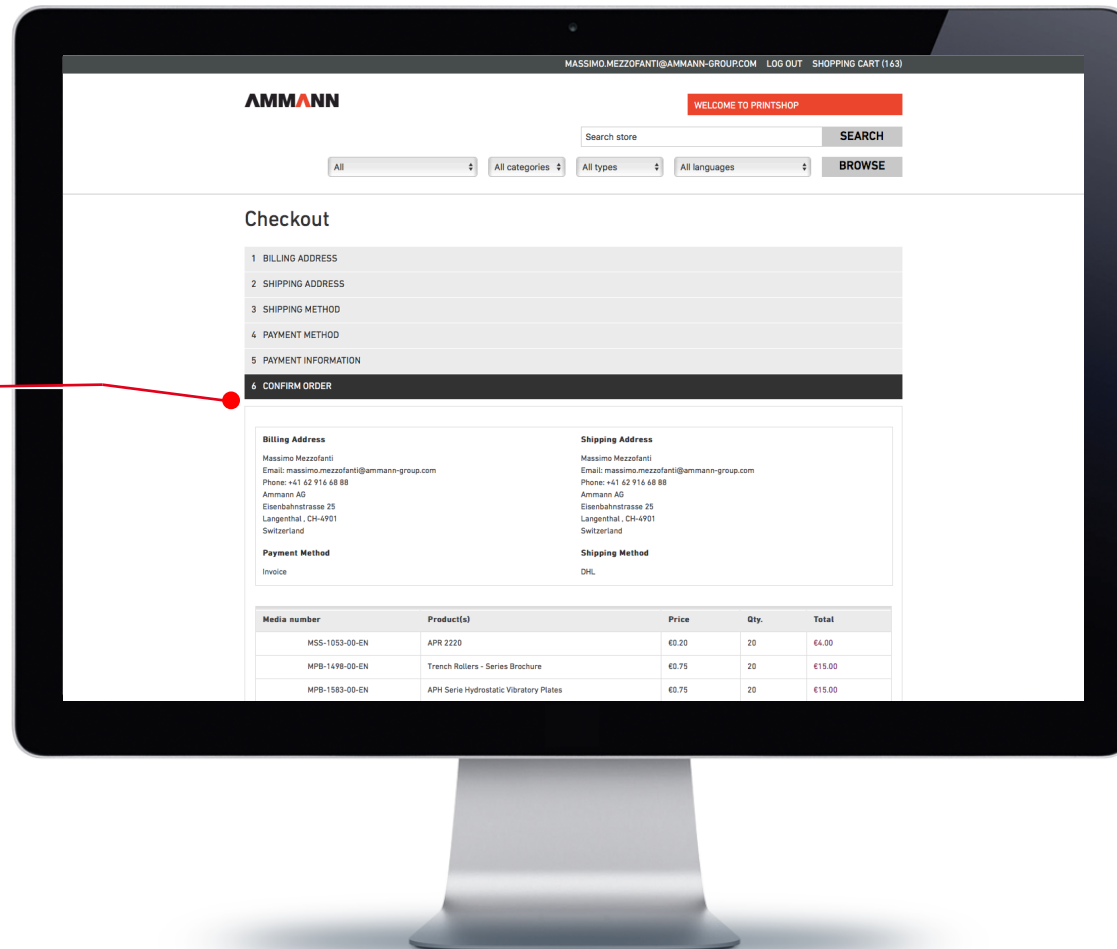 MASSIMO.MEZZOFANTI@AMMANN-GROUP.COM LOG OUT SHOPPING CART (163)
AMMANN
WELCOME TO PRINTSHOP
Search store SEARCH
All All categories All types All languages BROWSE
Checkout
1 BILLING ADDRESS
2 SHIPPING ADDRESS
3 SHIPPING METHOD
4 PAYMENT METHOD
5 PAYMENT INFORMATION
6 CONFIRM ORDER
Billing Address
Massimo Mezzofanti
Email: massimo.mezzofanti@ammann-group.com
Phone: +41 62 916 68 88
Ammann AG
Eisenbahnstrasse 25
Langenthal , CH-4901
Switzerland
Payment Method
Invoice
Shipping Address
Massimo Mezzofanti
Email: massimo.mezzofanti@ammann-group.com
Phone: +41 62 916 68 88
Ammann AG
Eisenbahnstrasse 25
Langenthal , CH-4901
Switzerland
Shipping Method
DHL
Media number Product(s) Price Qty. Total
MSS-1053-00-EN APR 2220 €0.20 20 €4.00
MPB-1498-00-EN Trench Rollers - Series Brochure €0.75 20 €15.00
MPB-1583-00-EN APH Serie Hydrostatic Vibratory Plates €0.75 20 €15.00